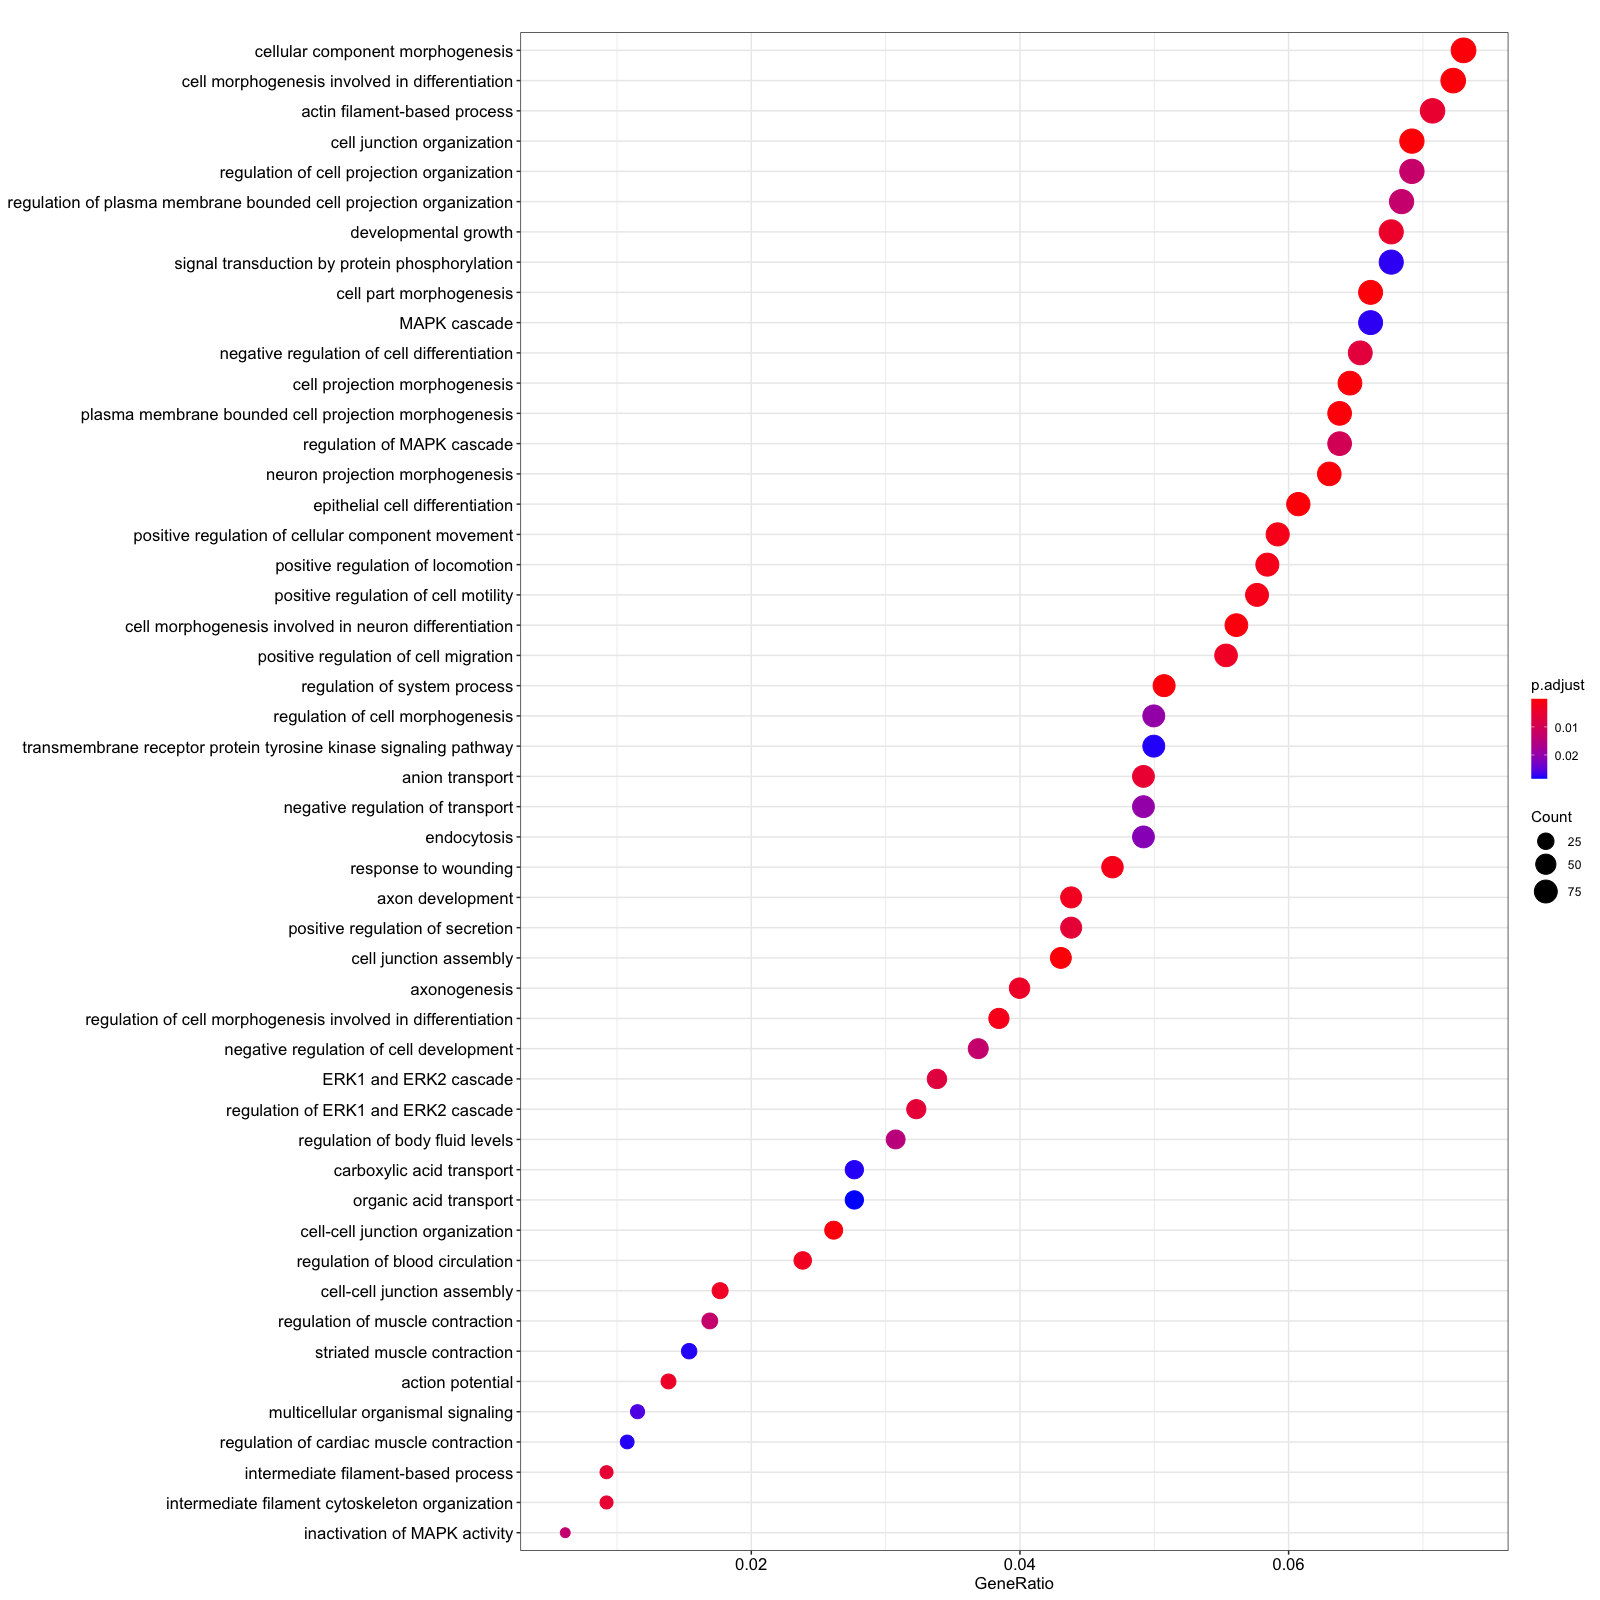 cellular component morphogenesis
cell morphogenesis involved in differentiation
actin filament-based process
cell junction organization
regulation of cell projection organization
regulation of plasma membrane bounded cell projection organization
developmental growth
signal transduction by protein phosphorylation
cell part morphogenesis
MAPK cascade
negative regulation of cell differentiation
cell projection morphogenesis
plasma membrane bounded cell projection morphogenesis
regulation of MAPK cascade
neuron projection morphogenesis
epithelial cell differentiation
positive regulation of cellular component movement
positive regulation of locomotion
positive regulation of cell motility
cell morphogenesis involved in neuron differentiation
positive regulation of cell migration
regulation of system process
regulation of cell morphogenesis
transmembrane receptor protein tyrosine kinase signaling pathway
anion transport
negative regulation of transport
endocytosis
response to wounding
axon development
positive regulation of secretion
cell junction assembly
axonogenesis
regulation of cell morphogenesis involved in differentiation
negative regulation of cell development
ERK1 and ERK2 cascade
regulation of ERK1 and ERK2 cascade
regulation of body fluid levels
carboxylic acid transport
organic acid transport
cell-cell junction organization
regulation of blood circulation
cell-cell junction assembly
regulation of muscle contraction
striated muscle contraction
action potential
multicellular organismal signaling
regulation of cardiac muscle contraction
intermediate filament-based process
intermediate filament cytoskeleton organization
inactivation of MAPK activity
0.02 0.04 0.06
GeneRatio
p.adjust
0.01
0.02
Count
25
50
75